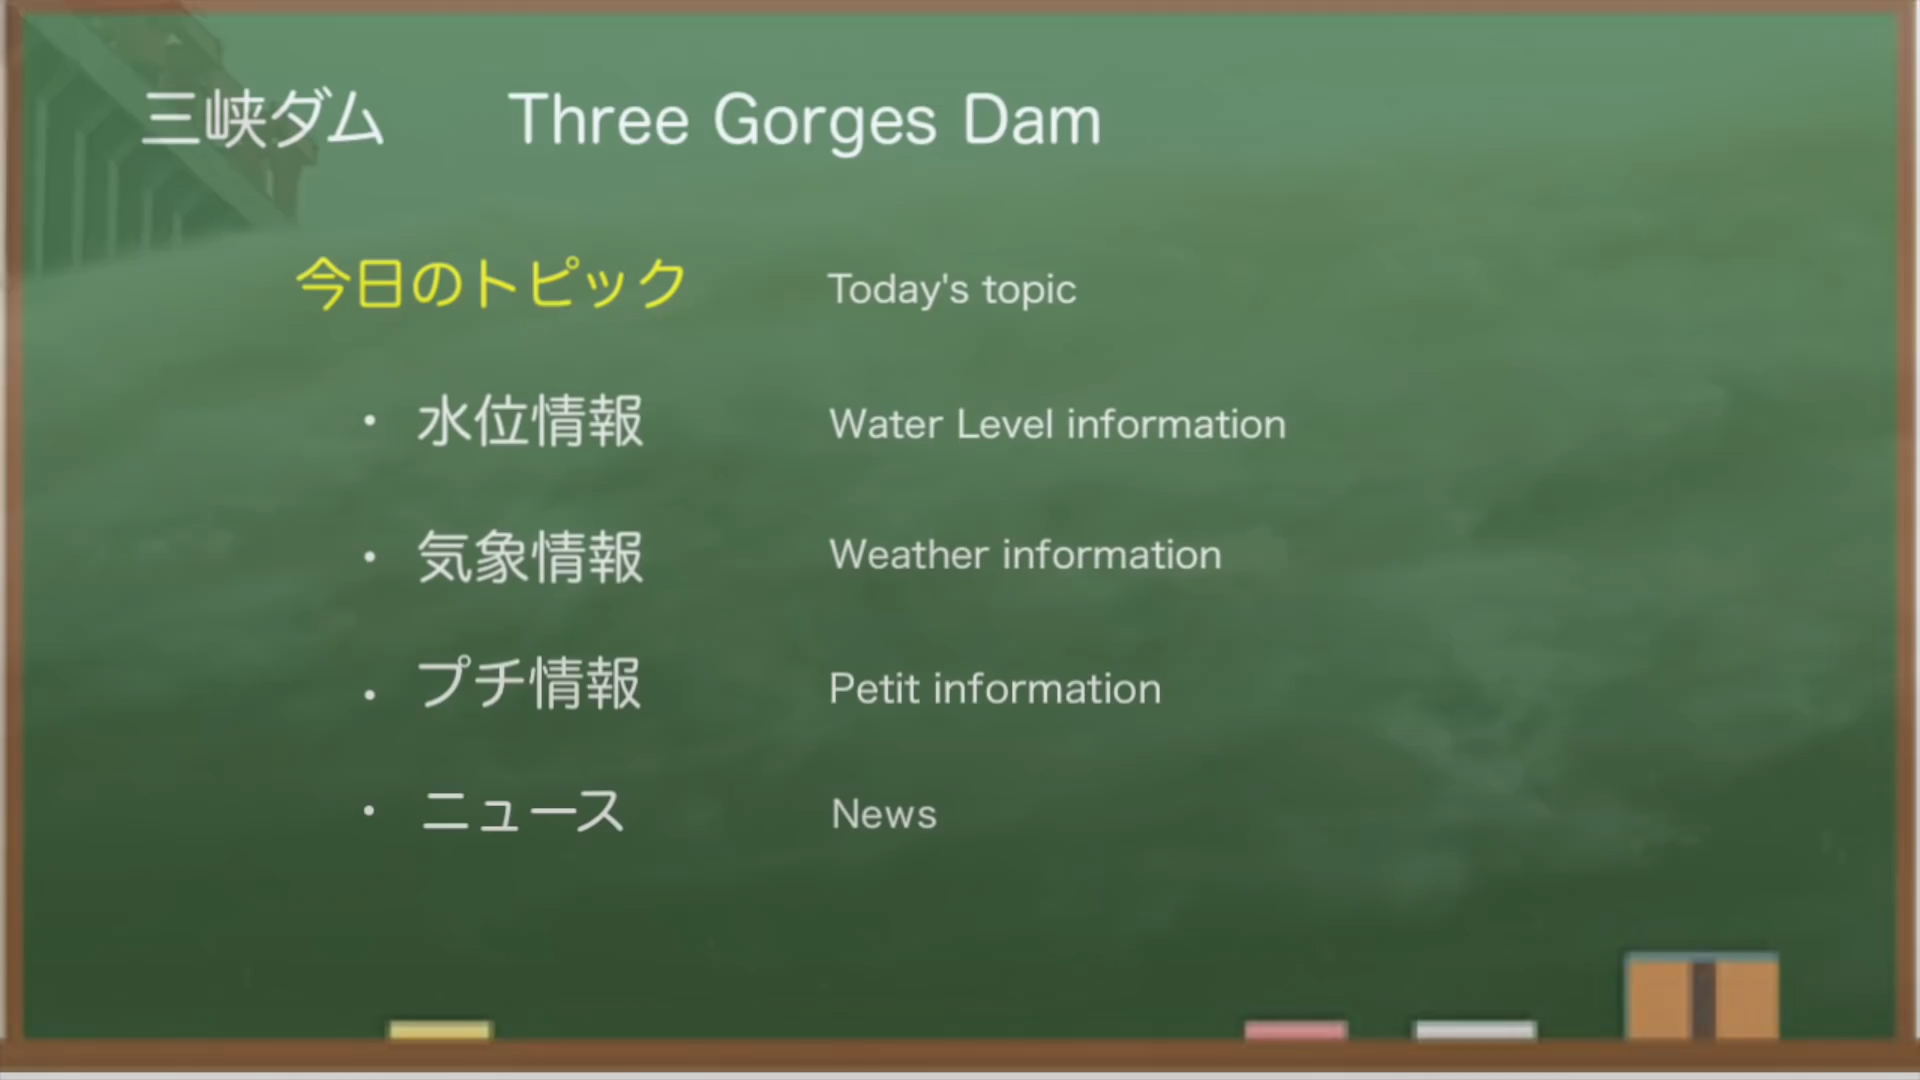 三峡ダム Three Gorges Dam
今日のトピック Today's topic
・ 水位情報 Water Level information
・ 気象情報 Weather information
・ プチ情報 Petit information
・ ニュース News